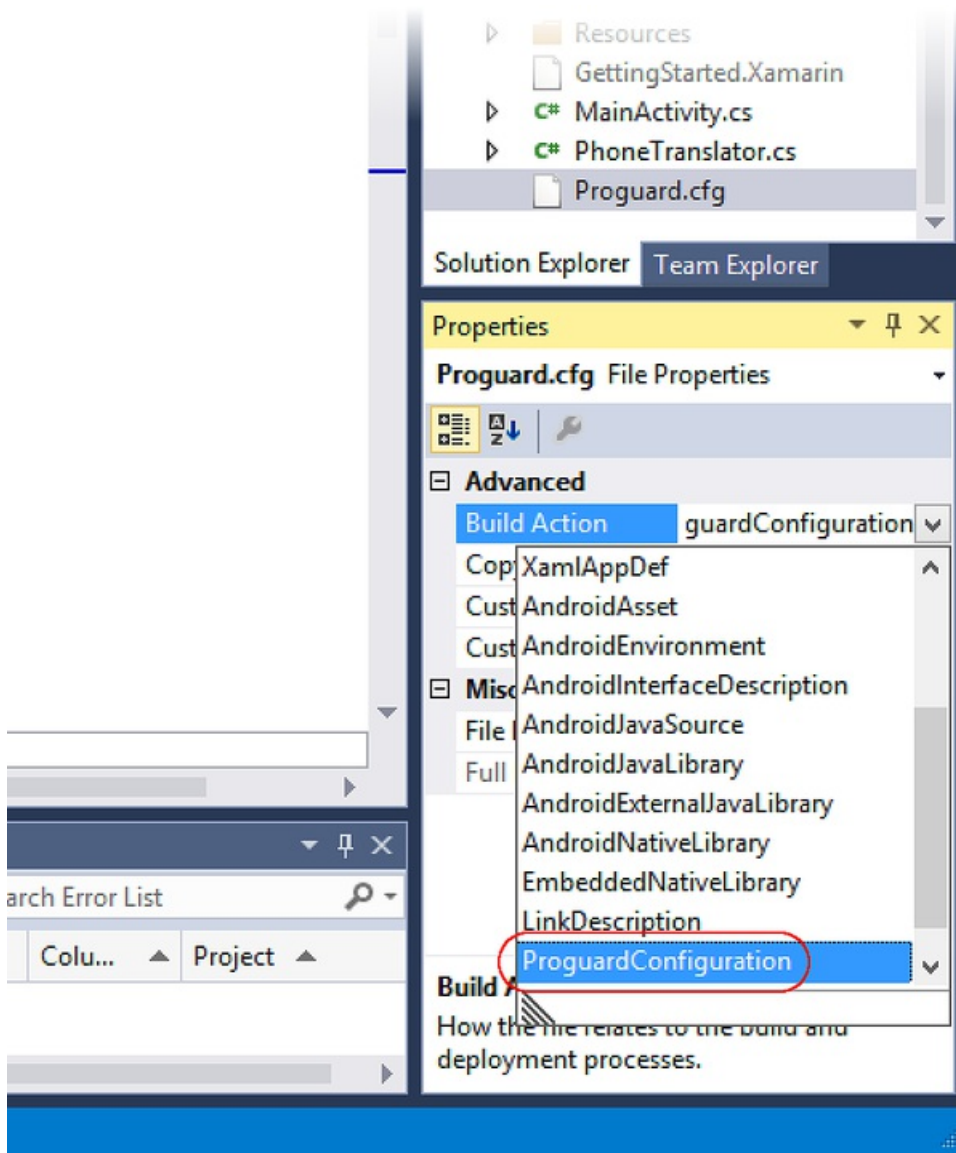 Resources
GettingStarted.Xamarin
C# MainActivity.cs
C# PhoneTranslator.cs
Proguard.cfg
Solution Explorer Team Explorer
Properties
Proguard.cfg File Properties
Advanced
Build Action guardConfiguration
Cop
XamlAppDef
Cust
AndroidAsset
Cust
AndroidEnvironment
Misc
AndroidInterfaceDescription
File
AndroidJavaSource
Full
AndroidJavaLibrary
AndroidExternalJavaLibrary
AndroidNativeLibrary
EmbeddedNativeLibrary
LinkDescription
ProguardConfiguration
Build A
How the file relates to the build and
deployment processes.
arch Error List
Colu... Project